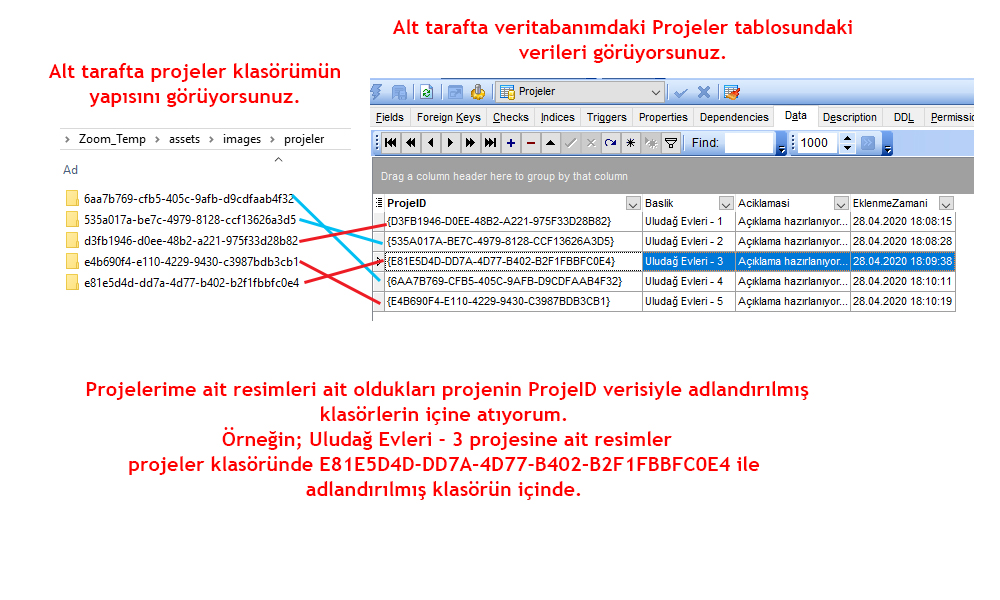 Alt tarafta veritabanımdaki Projeler tablosundaki
verileri görüyorsunuz.
Alt tarafta projeler klasörümün
yapısını görüyorsunuz.
Zoom_Temp > assets > images > projeler
Ad
6aa7b769-cfb5-405c-9afb-d9cdfaab4f32
535a017a-be7c-4979-8128-ccf13626a3d5
d3fb1946-d0ee-48b2-a221-975f33d28b82
e4b690f4-e110-4229-9430-c3987bdb3cb1
e81e5d4d-dd7a-4d77-b402-b2f1fbbfc0e4
Projeler
Fields Foreign Keys Checks Indices Triggers Properties Dependencies Data Description DDL Permissic
Find: 1000
Drag a column header here to group by that column
ProjeID Baslik Aciklamasi EklenmeZamani
{D3FB1946-D0EE-48B2-A221-975F33D28B82} Uludağ Evleri - 1 Açıklama hazırlanıyor... 28.04.2020 18:08:15
{535A017A-BE7C-4979-8128-CCF13626A3D5} Uludağ Evleri - 2 Açıklama hazırlanıyor... 28.04.2020 18:08:28
{E81E5D4D-DD7A-4D77-B402-B2F1FBBFC0E4} Uludağ Evleri - 3 Açıklama hazırlanıyor... 28.04.2020 18:09:38
{6AA7B769-CFB5-405C-9AFB-D9CDFAAB4F32} Uludağ Evleri - 4 Açıklama hazırlanıyor... 28.04.2020 18:10:11
{E4B690F4-E110-4229-9430-C3987BDB3CB1} Uludağ Evleri - 5 Açıklama hazırlanıyor... 28.04.2020 18:10:19
Projelerime ait resimleri ait oldukları projenin ProjeID verisiyle adlandırılmış
klasörlerin içine atıyorum.
Örneğin; Uludağ Evleri - 3 projesine ait resimler
projeler klasöründe E81E5D4D-DD7A-4D77-B402-B2F1FBBFC0E4 ile
adlandırılmış klasörün içinde.